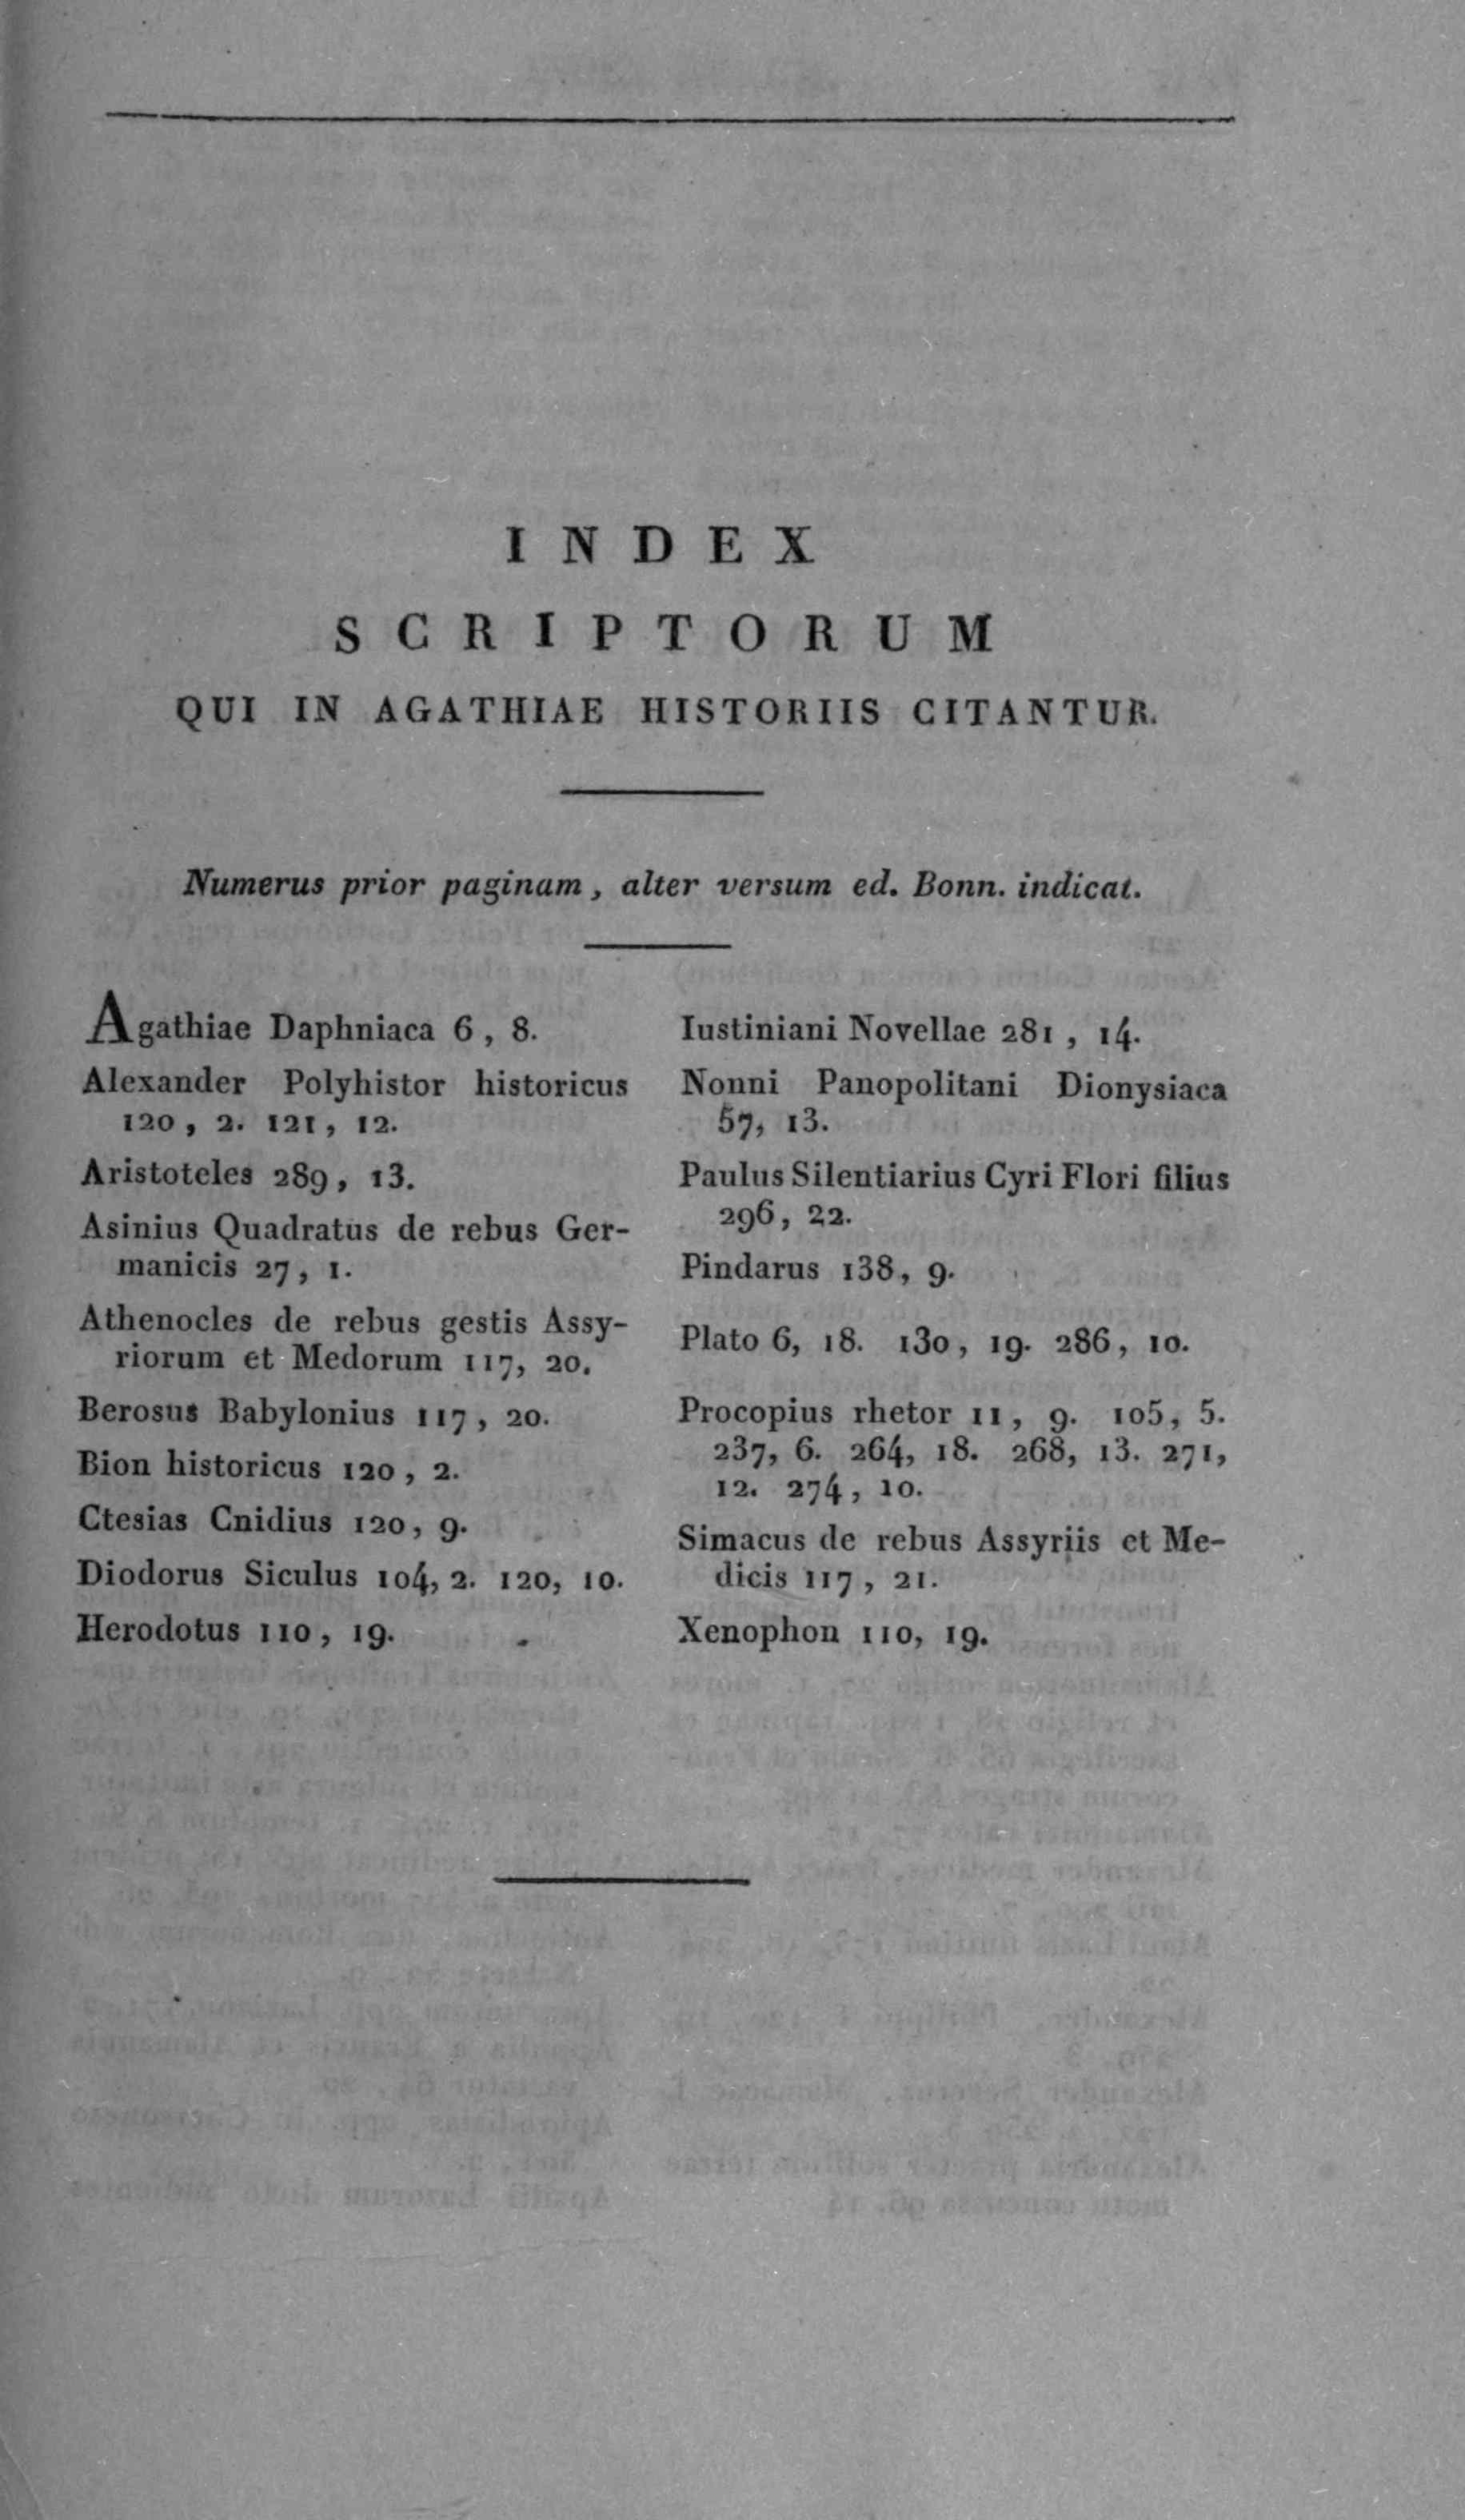 INDEX
SCRIPTORUM
QUI IN AGATHIAE HISTORIIS CITANTUR.
Numerus prior paginam, alter versum ed. Bonn. indicat.
Agathiae Daphniaca 6, 8.
Alexander Polyhistor historicus
120, 2. 121, 12.
Aristoteles 289, 13.
Asinius Quadratus de rebus Ger-
manicis 27, 1.
Athenocles de rebus gestis Assy-
riorum et Medorum 117, 20.
Berosus Babylonius 117, 20.
Bion historicus 120, 2.
Ctesias Cnidius 120, 9.
Diodorus Siculus 104, 2. 120, 10.
Herodotus 110, 19.
Iustiniani Novellae 281, 14.
Nonni Panopolitani Dionysiaca
57, 13.
Paulus Silentiarius Cyri Flori filius
296, 22.
Pindarus 138, 9.
Plato 6, 18. 130, 19. 286, 10.
Procopius rhetor 11, 9. 105, 5.
237, 6. 264, 18. 268, 13. 271,
12. 274, 10.
Simacus de rebus Assyriis et Me-
dicis 117, 21.
Xenophon 110, 19.